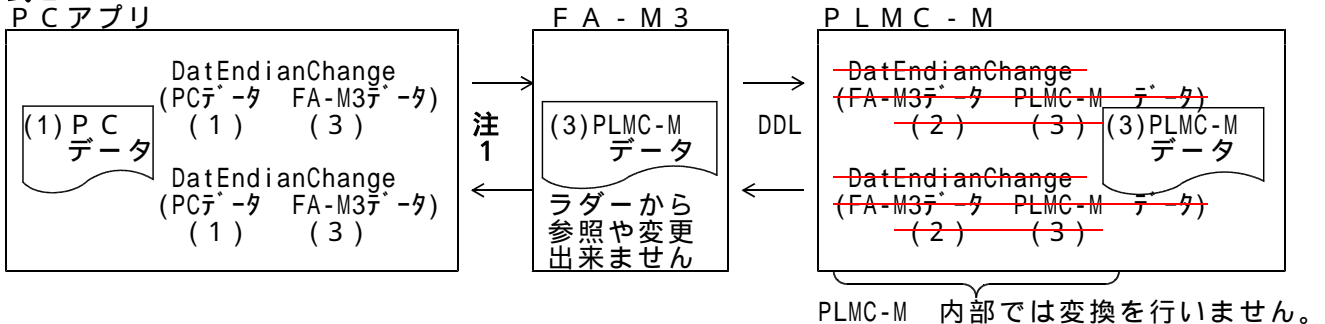 PCアプリ
FA-M3
PLMC-M
DatEndianChange
(PCﾃﾞｰﾀ FA-M3ﾃﾞｰﾀ)
(1) (3)
(1)PC
データ
DatEndianChange
(PCﾃﾞｰﾀ FA-M3ﾃﾞｰﾀ)
(1) (3)
注
1
(3)PLMC-M
データ
ラダーから
参照や変更
出来ません
DDL
DatEndianChange
(FA-M3ﾃﾞｰﾀ PLMC-M ﾃﾞｰﾀ)
(2) (3)
(3)PLMC-M
データ
DatEndianChange
(FA-M3ﾃﾞｰﾀ PLMC-M ﾃﾞｰﾀ)
(2) (3)
PLMC-M 内部では変換を行いません。